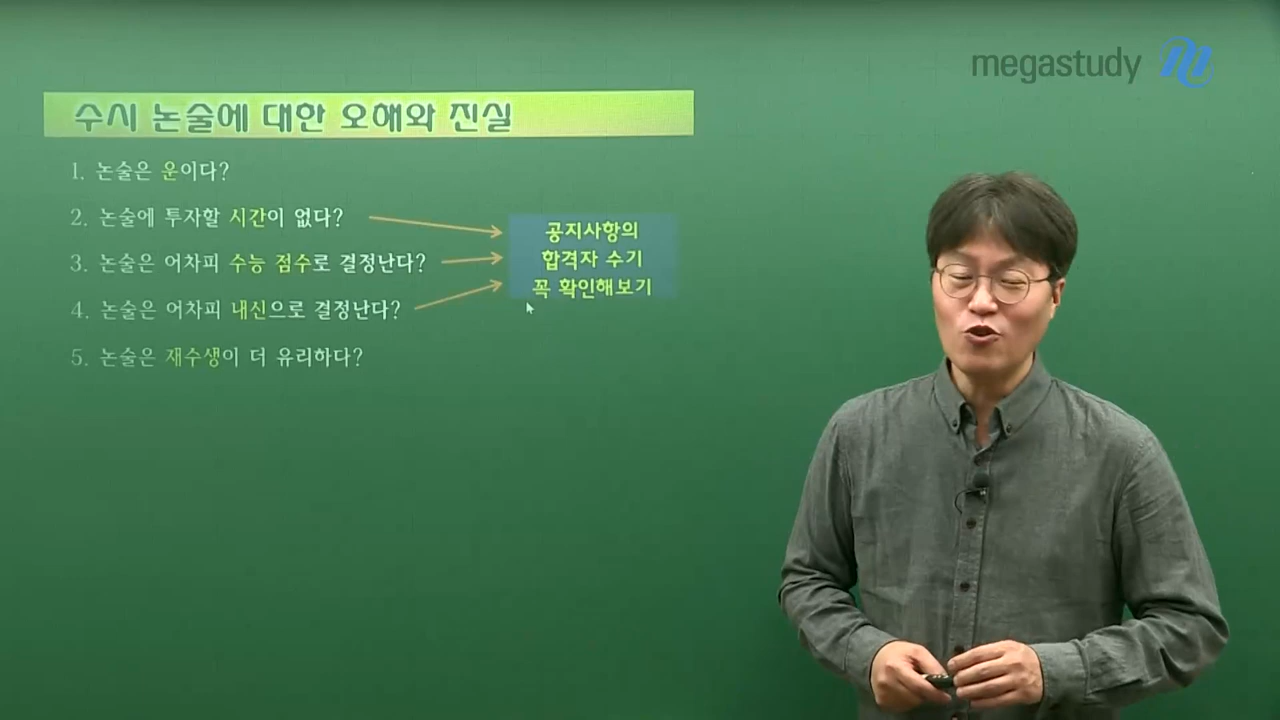 megastudy
수시 논술에 대한 오해와 진실
1. 논술은 운이다?
2. 논술에 투자할 시간이 없다?
3. 논술은 어차피 수능 점수로 결정난다?
4. 논술은 어차피 내신으로 결정난다?
5. 논술은 재수생이 더 유리하다?
공지사항의
합격자 수기
꼭 확인해보기